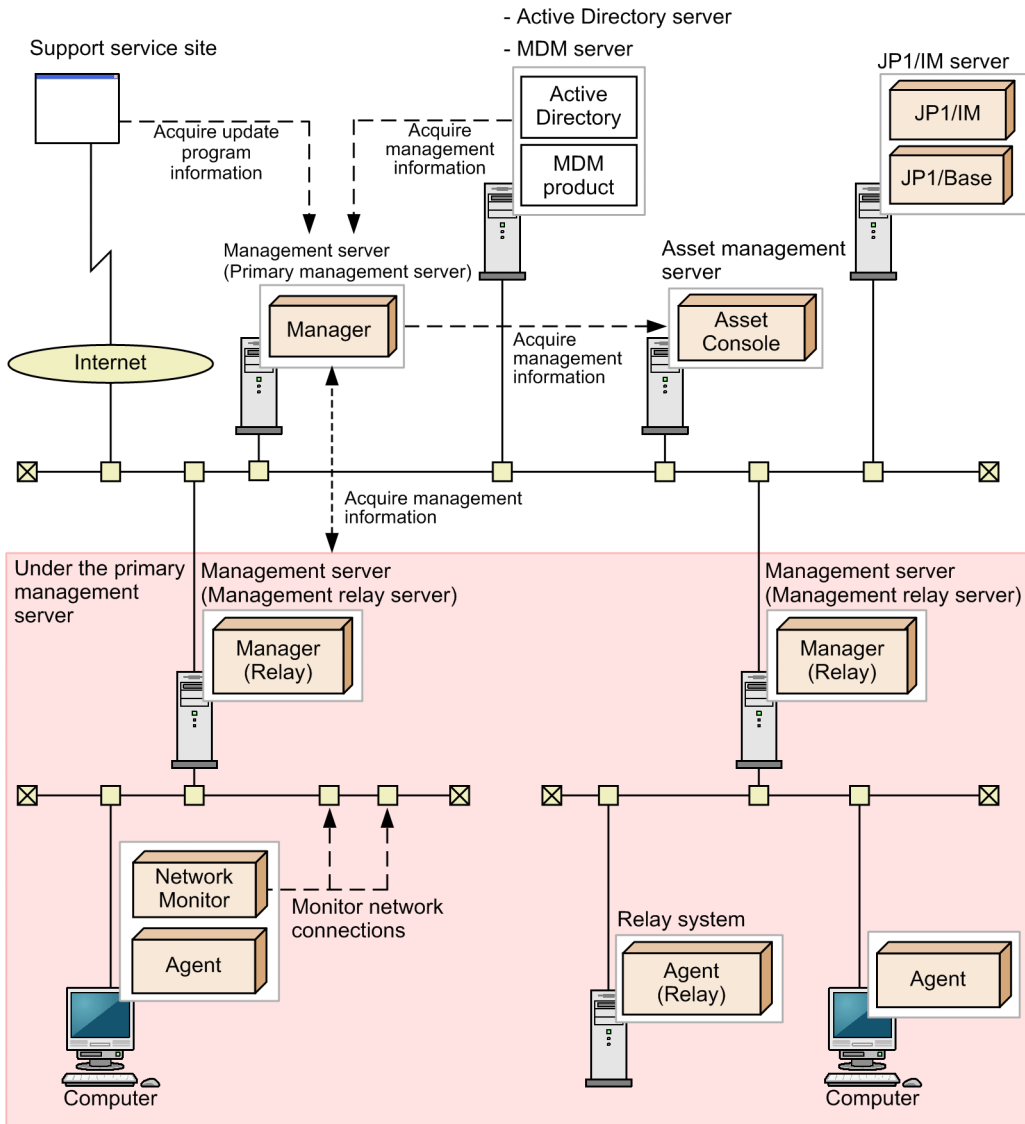 - Active Directory server
- MDM server
Support service site
JP1/IM server
Active
Directory
MDM
product
JP1/IM
JP1/Base
Acquire update
program
information
Acquire
management
information
Management server
(Primary management server)
Manager
Asset management
server
Asset
Console
Acquire
management
information
Internet
Acquire management
information
Under the primary
management
server
Management server
(Management relay server)
Manager
(Relay)
Management server
(Management relay server)
Manager
(Relay)
Network
Monitor
Agent
Monitor network
connections
Computer
Relay system
Agent
(Relay)
Agent
Computer